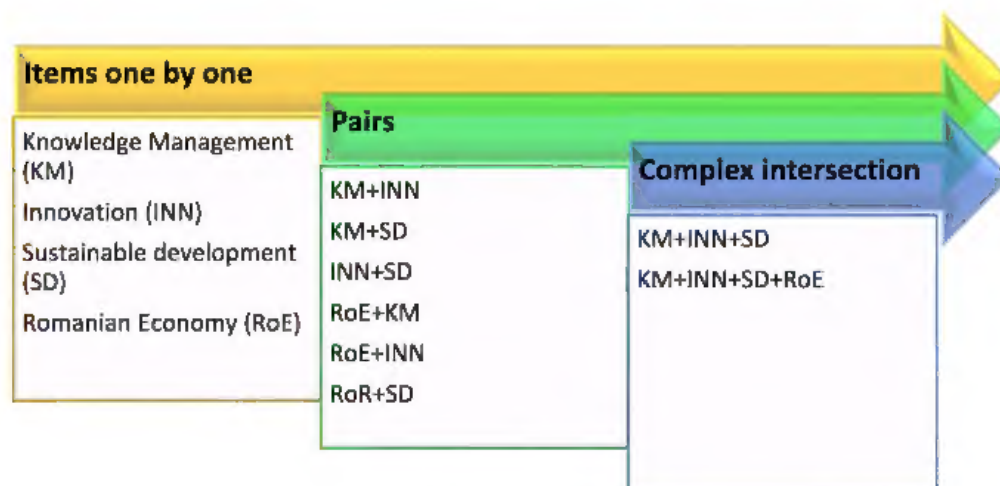 Items one by one
Knowledge Management
(KM)
Innovation (INN)
Sustainable development
(SD)
Romanian Economy (RoE)
Pairs
KM+INN
KM+SD
INN+SD
RoE+KM
RoE+INN
RoR+SD
Complex intersection
KM+INN+SD
KM+INN+SD+RoE